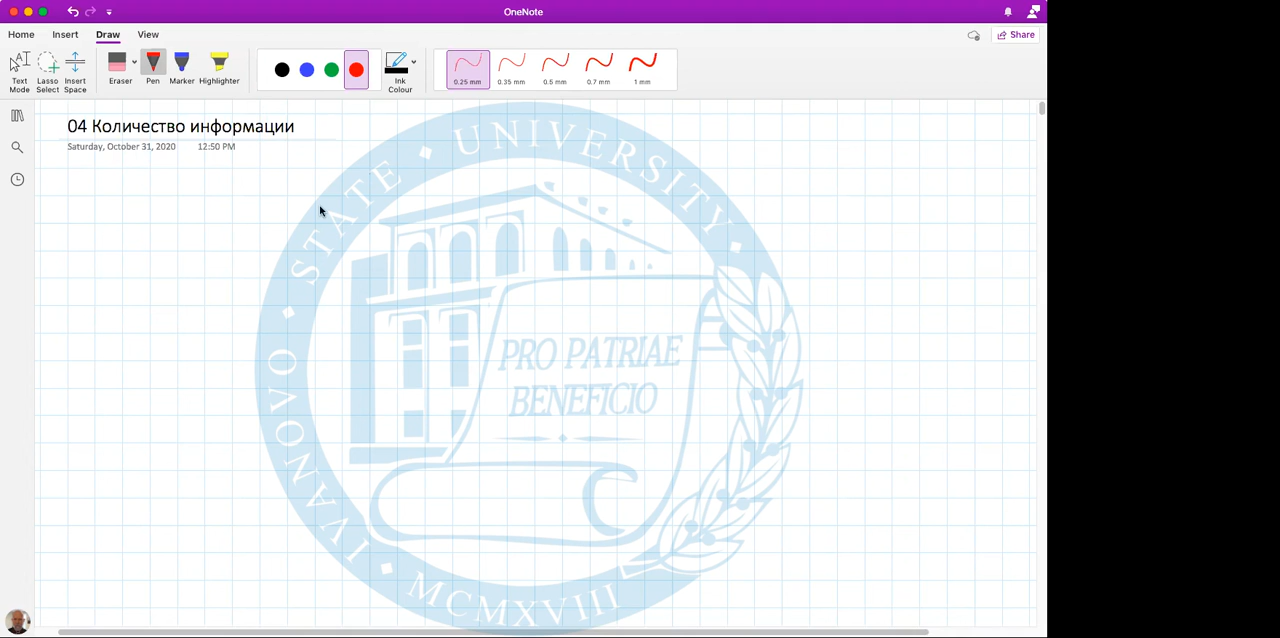 OneNote
Home Insert Draw View
Share
Text Mode
Lasso Select
Insert Space
Eraser
Pen
Marker
Highlighter
Ink Colour
0.25 mm
0.35 mm
0.5 mm
0.7 mm
1 mm
04 Количество информации
Saturday, October 31, 2020 12:50 PM
IVANOVO STATE UNIVERSITY
PRO PATRIAE
BENEFICIO
MCMXVIII